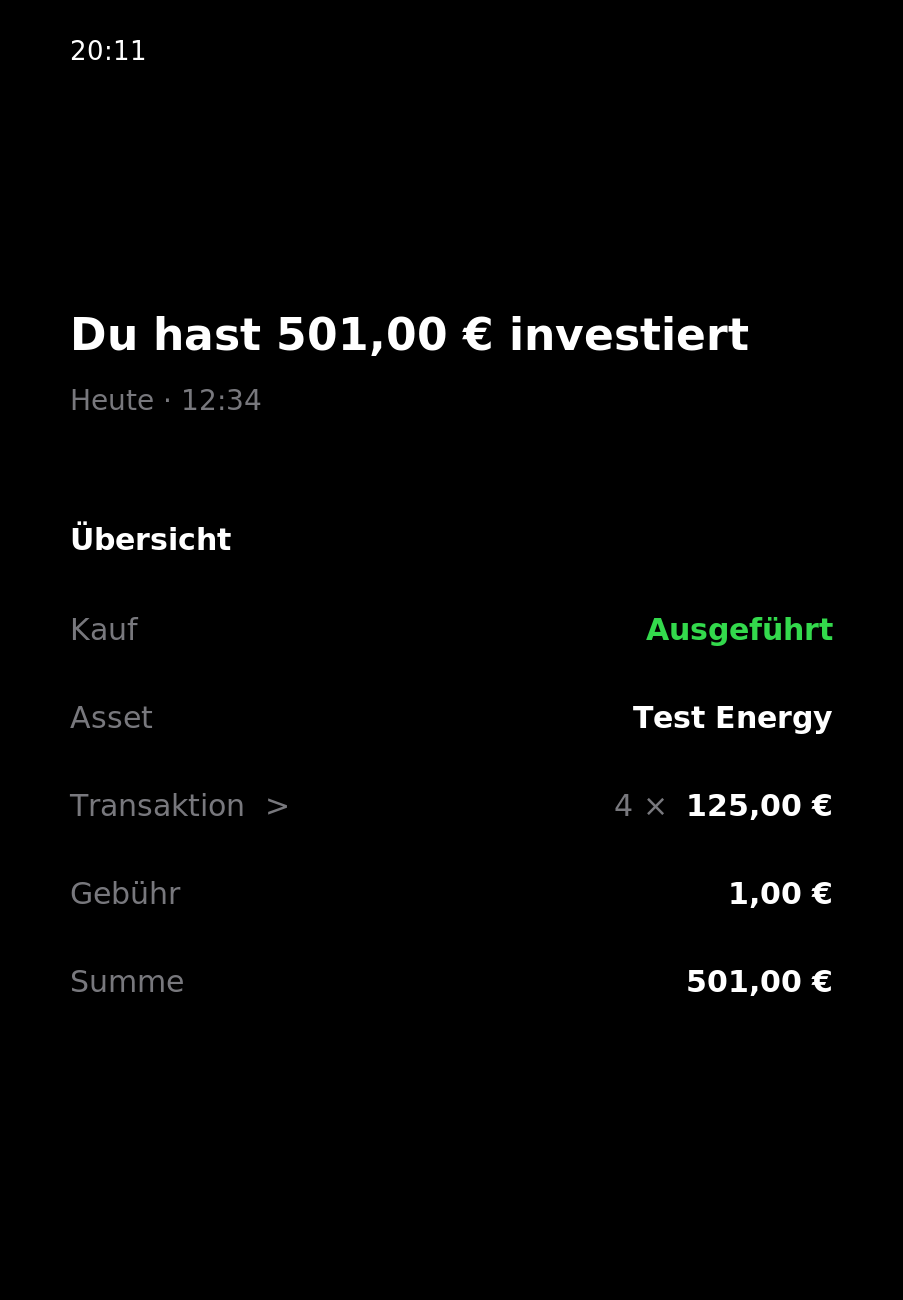 20:11
Du hast 501,00 € investiert
Heute · 12:34
Übersicht
Kauf Ausgeführt
Asset Test Energy
Transaktion > 4 × 125,00 €
Gebühr 1,00 €
Summe 501,00 €